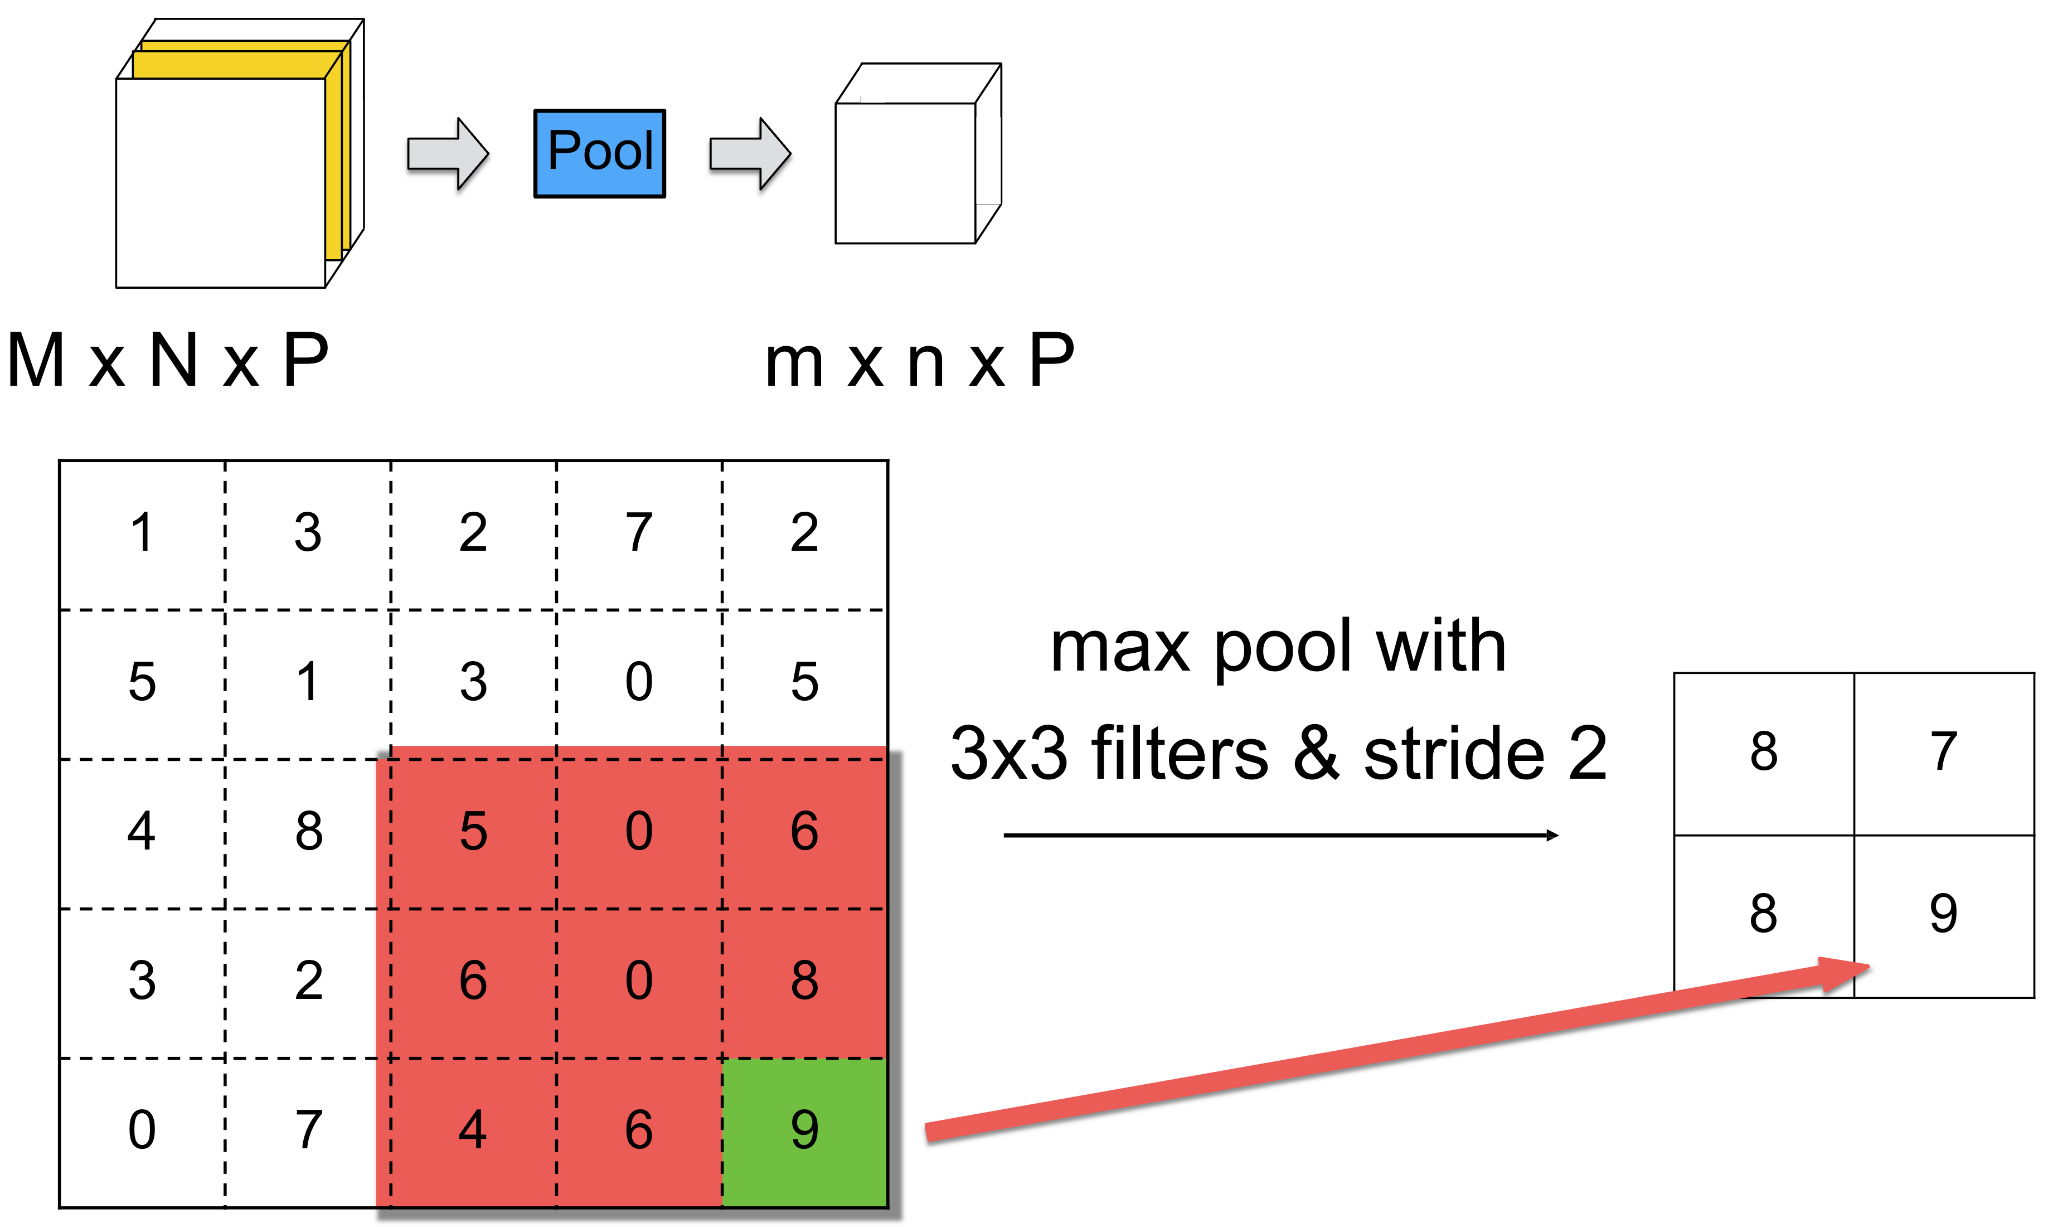 Pool
M x N x P
m x n x P
1 3 2 7 2
5 1 3 0 5
4 8 5 0 6
3 2 6 0 8
0 7 4 6 9
max pool with
3x3 filters & stride 2
8 7
8 9